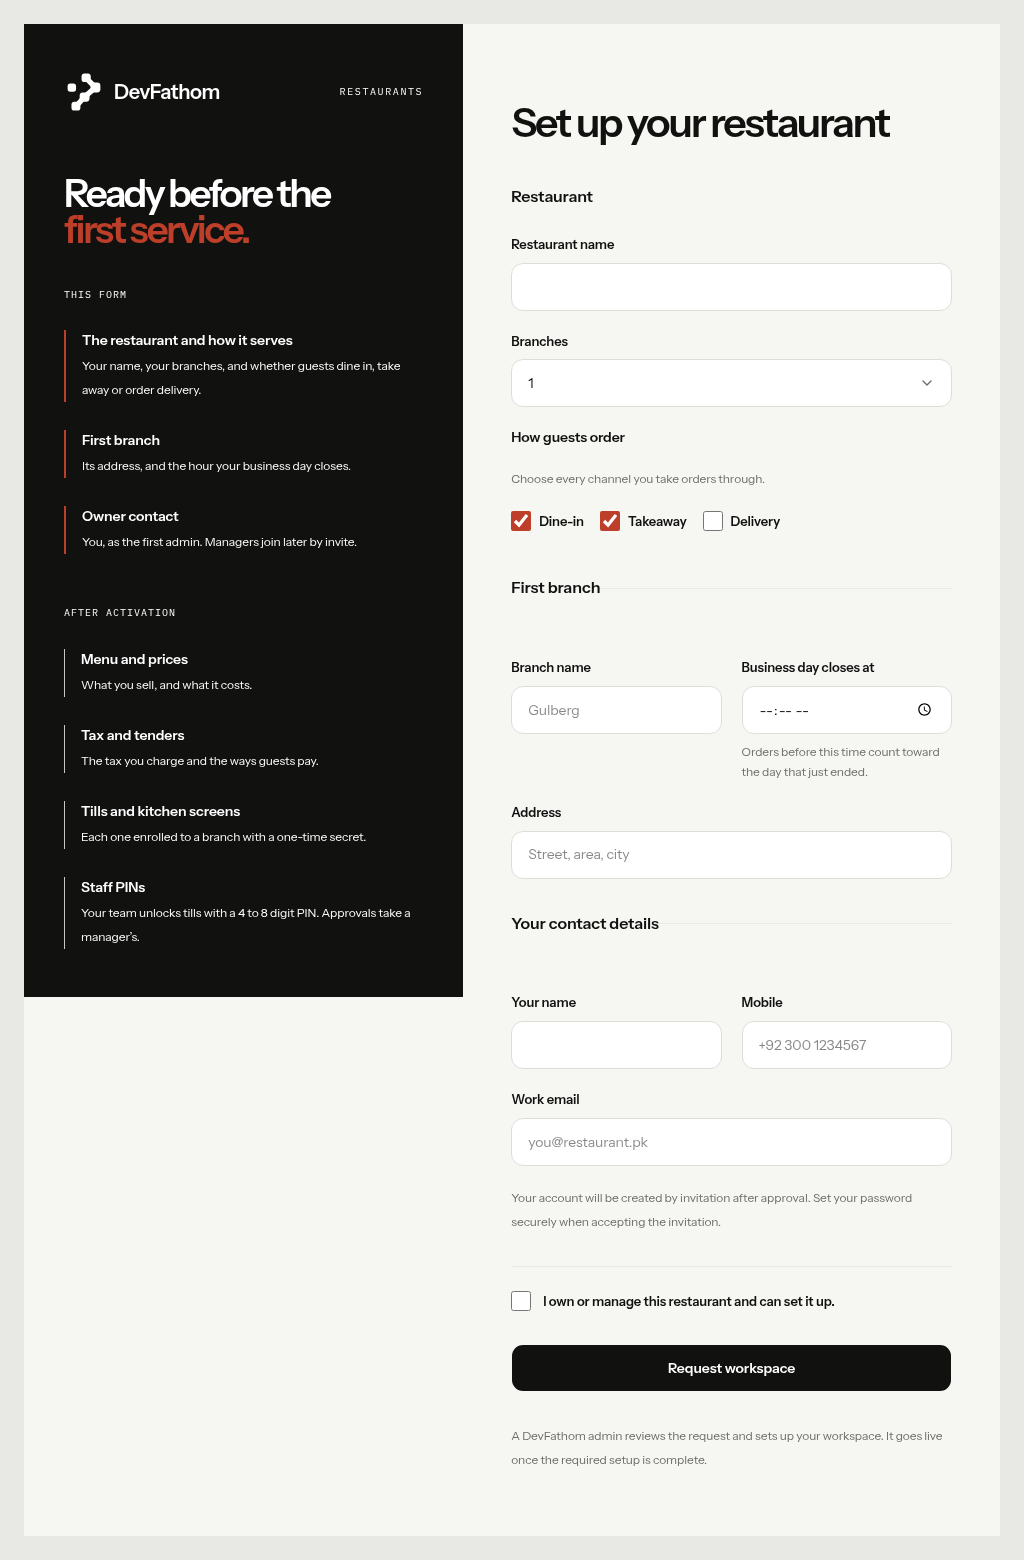 DevFathom
RESTAURANTS
Ready before the
first service.
THIS FORM
The restaurant and how it serves
Your name, your branches, and whether guests dine in, take
away or order delivery.
First branch
Its address, and the hour your business day closes.
Owner contact
You, as the first admin. Managers join later by invite.
AFTER ACTIVATION
Menu and prices
What you sell, and what it costs.
Tax and tenders
The tax you charge and the ways guests pay.
Tills and kitchen screens
Each one enrolled to a branch with a one-time secret.
Staff PINs
Your team unlocks tills with a 4 to 8 digit PIN. Approvals take a
manager's.
Set up your restaurant
Restaurant
Restaurant name
Branches
1
How guests order
Choose every channel you take orders through.
Dine-in Takeaway Delivery
First branch
Branch name Business day closes at
Gulberg --:-- --
Orders before this time count toward
the day that just ended.
Address
Street, area, city
Your contact details
Your name Mobile
+92 300 1234567
Work email
you@restaurant.pk
Your account will be created by invitation after approval. Set your password
securely when accepting the invitation.
I own or manage this restaurant and can set it up.
Request workspace
A DevFathom admin reviews the request and sets up your workspace. It goes live
once the required setup is complete.